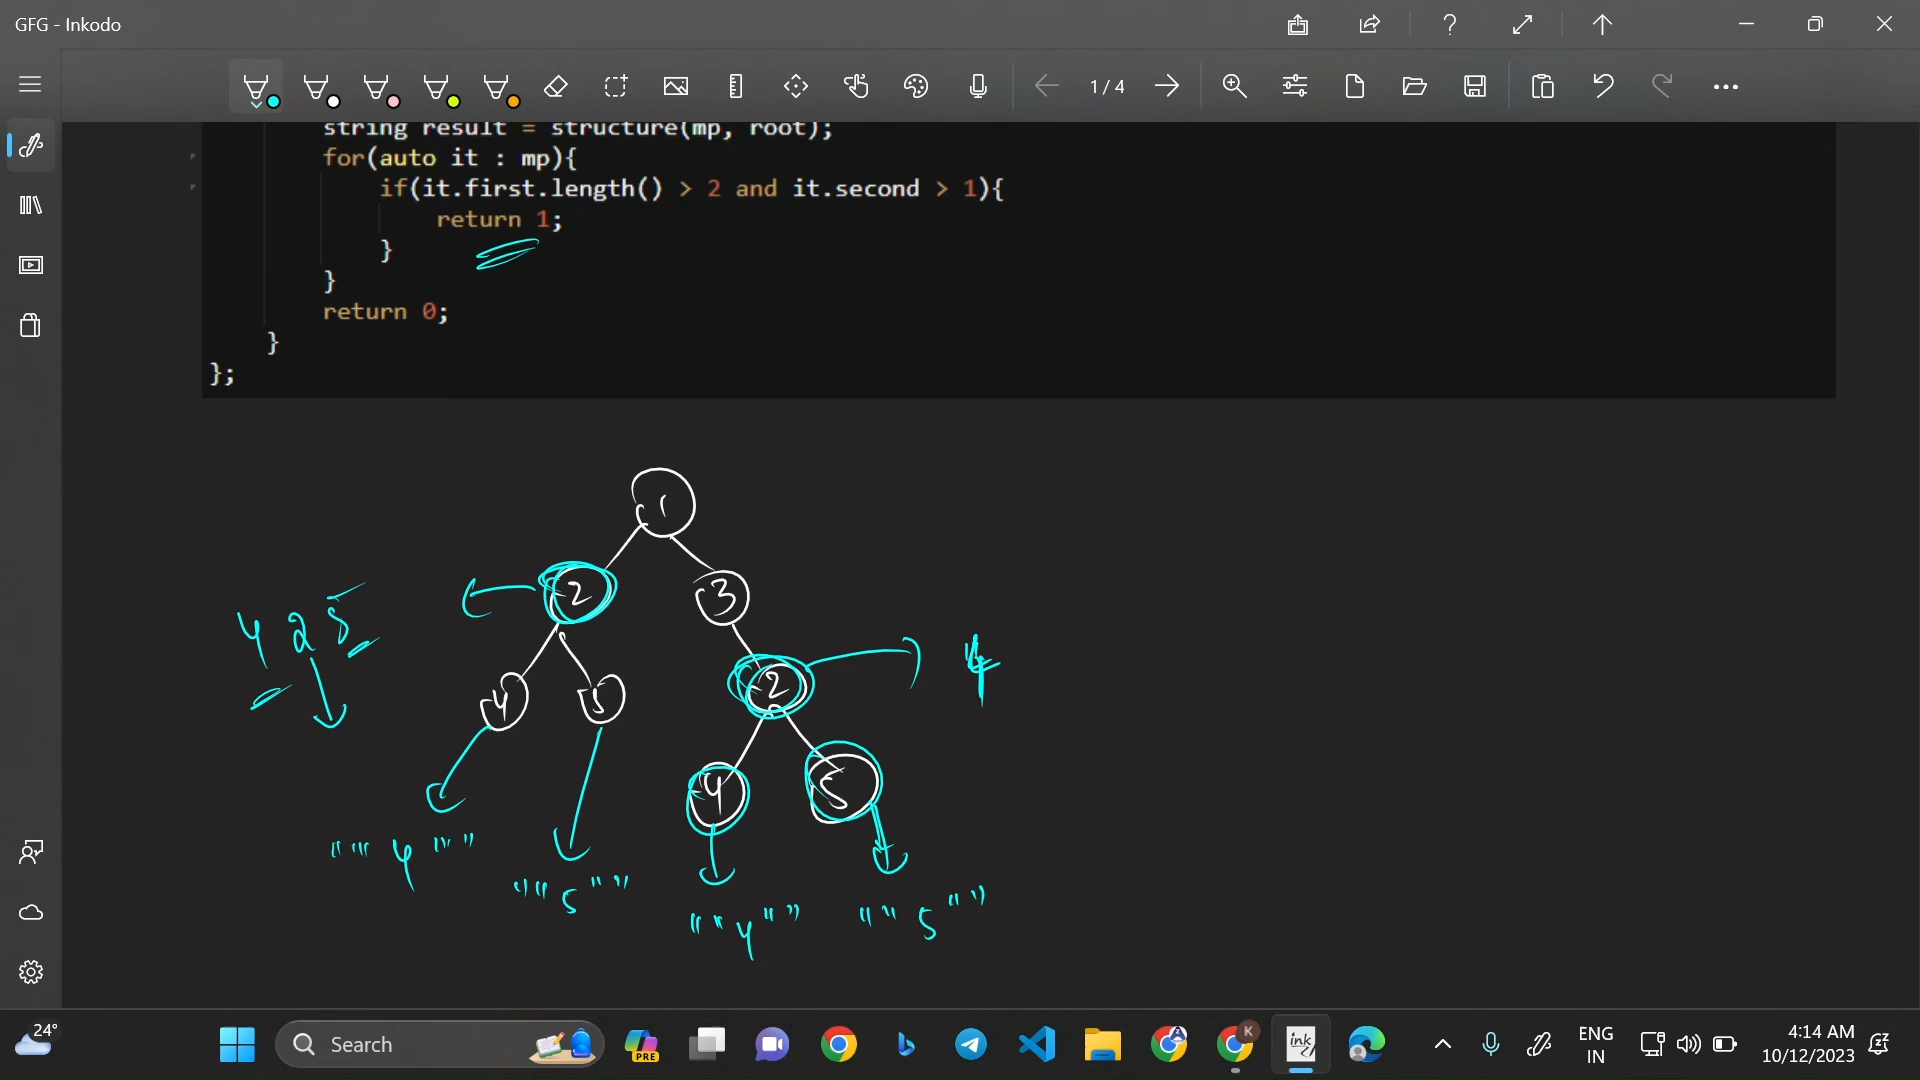 GFG - Inkodo
1 / 4
string result = structure(mp, root);
for(auto it : mp){
if(it.first.length() > 2 and it.second > 1){
return 1;
}
}
return 0;
}
};
1
2 3
4 2 5
4 5 2 4
4 5
"" 4 ""
"" 5 ""
"" 4 "" "" 5 ""
24°
Search
PRE
K
ink
ENG
IN
4:14 AM
10/12/2023